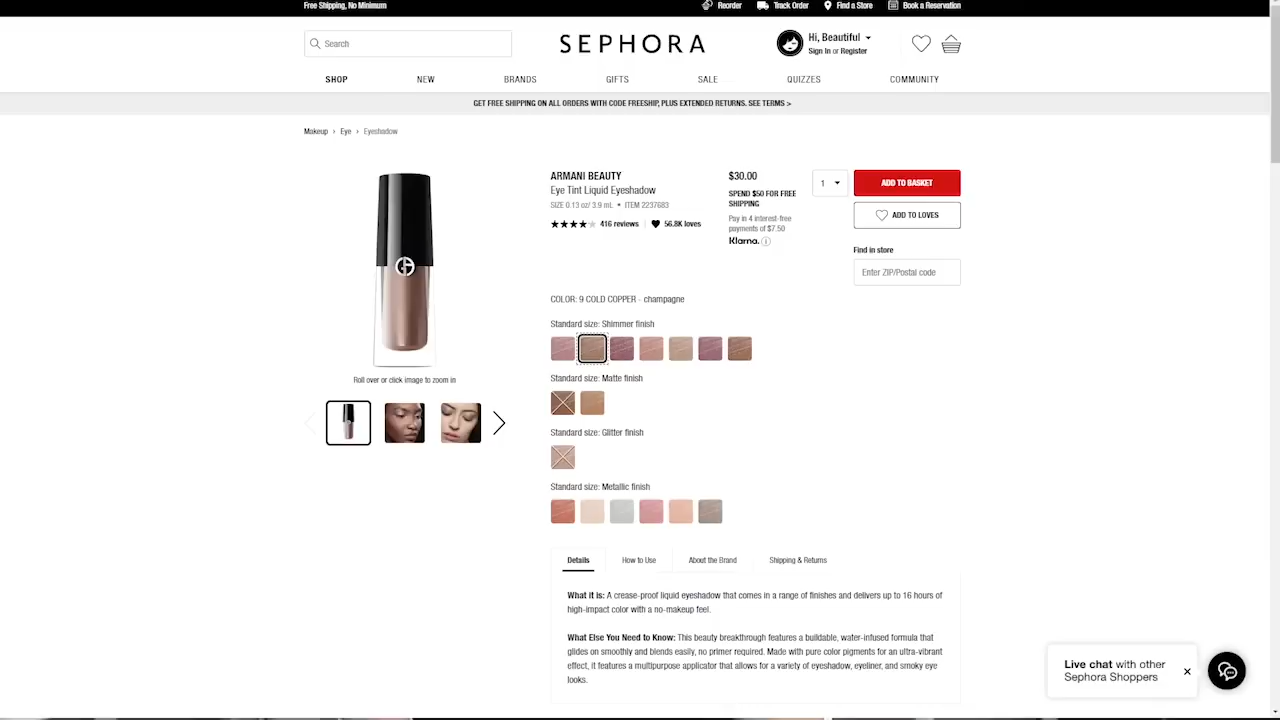 Free Shipping, No Minimum
Reorder
Track Order
Find a Store
Book a Reservation
Search
SEPHORA
Hi, Beautiful
Sign In or Register
SHOP
NEW
BRANDS
GIFTS
SALE
QUIZZES
COMMUNITY
GET FREE SHIPPING ON ALL ORDERS WITH CODE FREESHIP, PLUS EXTENDED RETURNS. SEE TERMS >
Makeup › Eye › Eyeshadow
ARMANI BEAUTY
Eye Tint Liquid Eyeshadow
SIZE 0.13 oz/ 3.9 mL • ITEM 2237683
416 reviews
56.8K loves
$30.00
SPEND $50 FOR FREE
SHIPPING
Pay in 4 interest-free
payments of $7.50
Klarna.
1
ADD TO BASKET
ADD TO LOVES
Find in store
Enter ZIP/Postal code
Roll over or click image to zoom in
COLOR: 9 COLD COPPER - champagne
Standard size: Shimmer finish
Standard size: Matte finish
Standard size: Glitter finish
Standard size: Metallic finish
Details
How to Use
About the Brand
Shipping & Returns
What it is: A crease-proof liquid eyeshadow that comes in a range of finishes and delivers up to 16 hours of
high-impact color with a no-makeup feel.
What Else You Need to Know: This beauty breakthrough features a buildable, water-infused formula that
glides on smoothly and blends easily, no primer required. Made with pure color pigments for an ultra-vibrant
effect, it features a multipurpose applicator that allows for a variety of eyeshadow, eyeliner, and smoky eye
looks.
Live chat with other
Sephora Shoppers